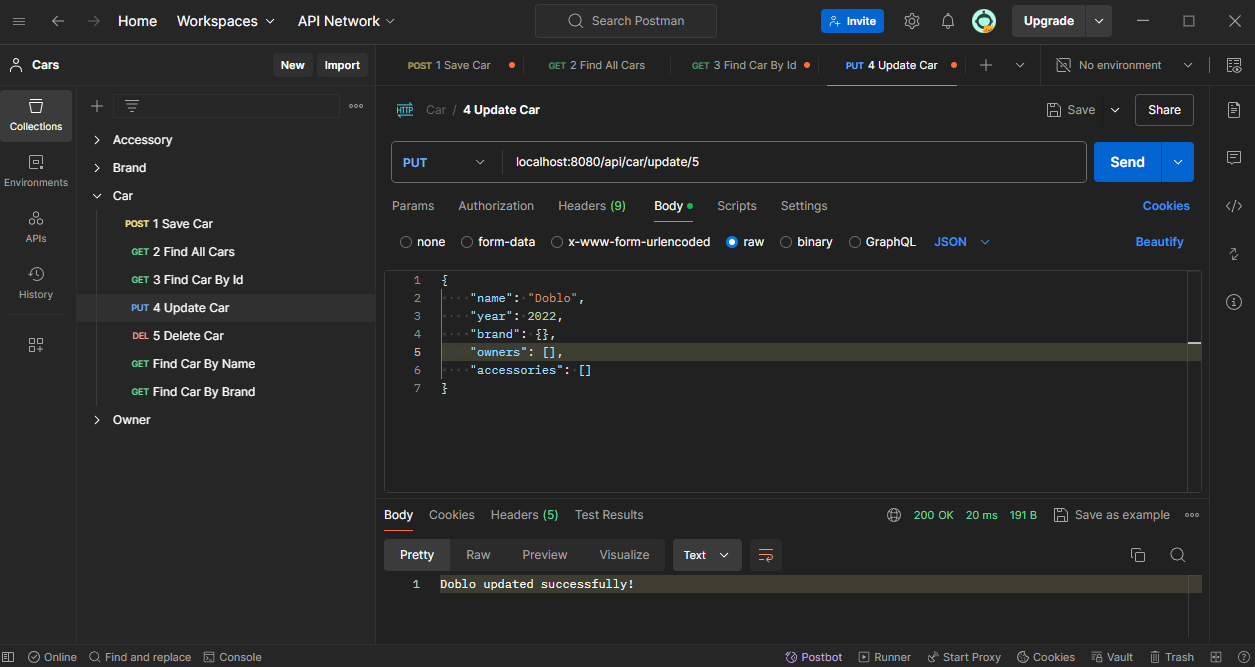 Home Workspaces API Network Search Postman Invite Upgrade
Cars New Import POST 1 Save Car GET 2 Find All Cars GET 3 Find Car By Id PUT 4 Update Car No environment
Collections
Environments
APIs
History
Accessory
Brand
Car
POST 1 Save Car
GET 2 Find All Cars
GET 3 Find Car By Id
PUT 4 Update Car
DEL 5 Delete Car
GET Find Car By Name
GET Find Car By Brand
Owner
HTTP Car / 4 Update Car Save Share
PUT localhost:8080/api/car/update/5 Send
Params Authorization Headers (9) Body Scripts Settings Cookies
none form-data x-www-form-urlencoded raw binary GraphQL JSON Beautify
1 {
2 "name": "Doblo",
3 "year": 2022,
4 "brand": {},
5 "owners": [],
6 "accessories": []
7 }
Body Cookies Headers (5) Test Results 200 OK 20 ms 191 B Save as example
Pretty Raw Preview Visualize Text
1 Doblo updated successfully!
Online Find and replace Console Postbot Runner Start Proxy Cookies Vault Trash